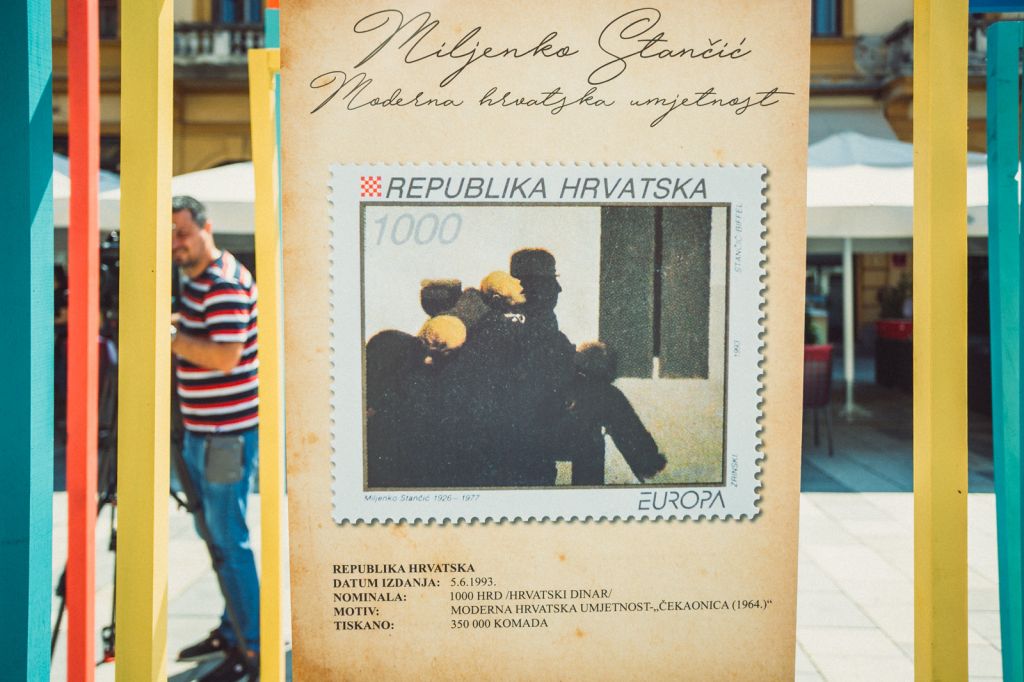 Miljenko Stančić
Moderna hrvatska umjetnost
REPUBLIKA HRVATSKA
1000
STANČIĆ BIFFEL
1993
ZRINSKI
Miljenko Stančić 1926–1977
EUROPA
REPUBLIKA HRVATSKA
DATUM IZDANJA: 5.6.1993.
NOMINALA: 1000 HRD /HRVATSKI DINAR/
MOTIV: MODERNA HRVATSKA UMJETNOST-„ČEKAONICA (1964.)“
TISKANO: 350 000 KOMADA